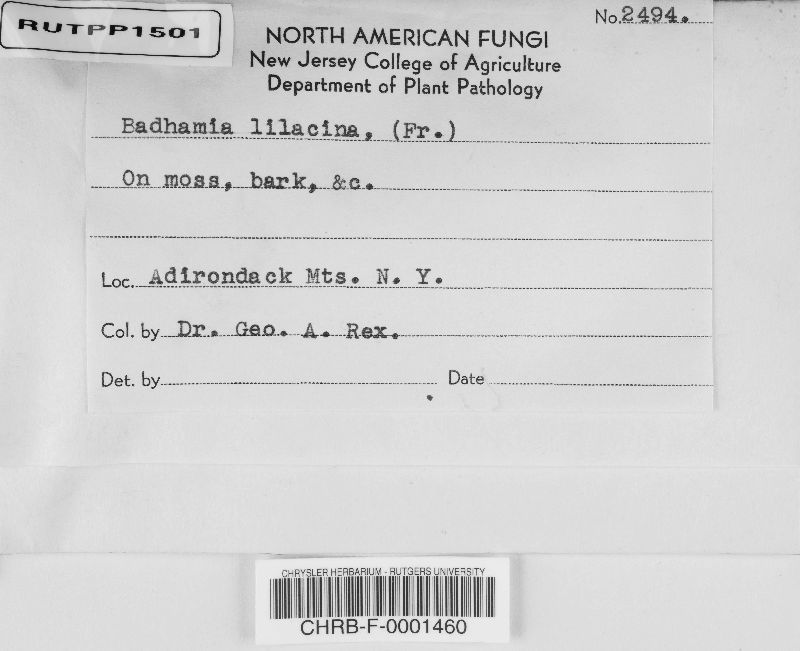 RUTPP1501
No. 2494.
NORTH AMERICAN FUNGI
New Jersey College of Agriculture
Department of Plant Pathology
Badhamia lilacina, (Fr.)
On moss, bark, &c.
Loc. Adirondack Mts. N. Y.
Col. by Dr. Geo. A. Rex.
Det. by Date
CHRYSLER HERBARIUM - RUTGERS UNIVERSITY
CHRB-F-0001460